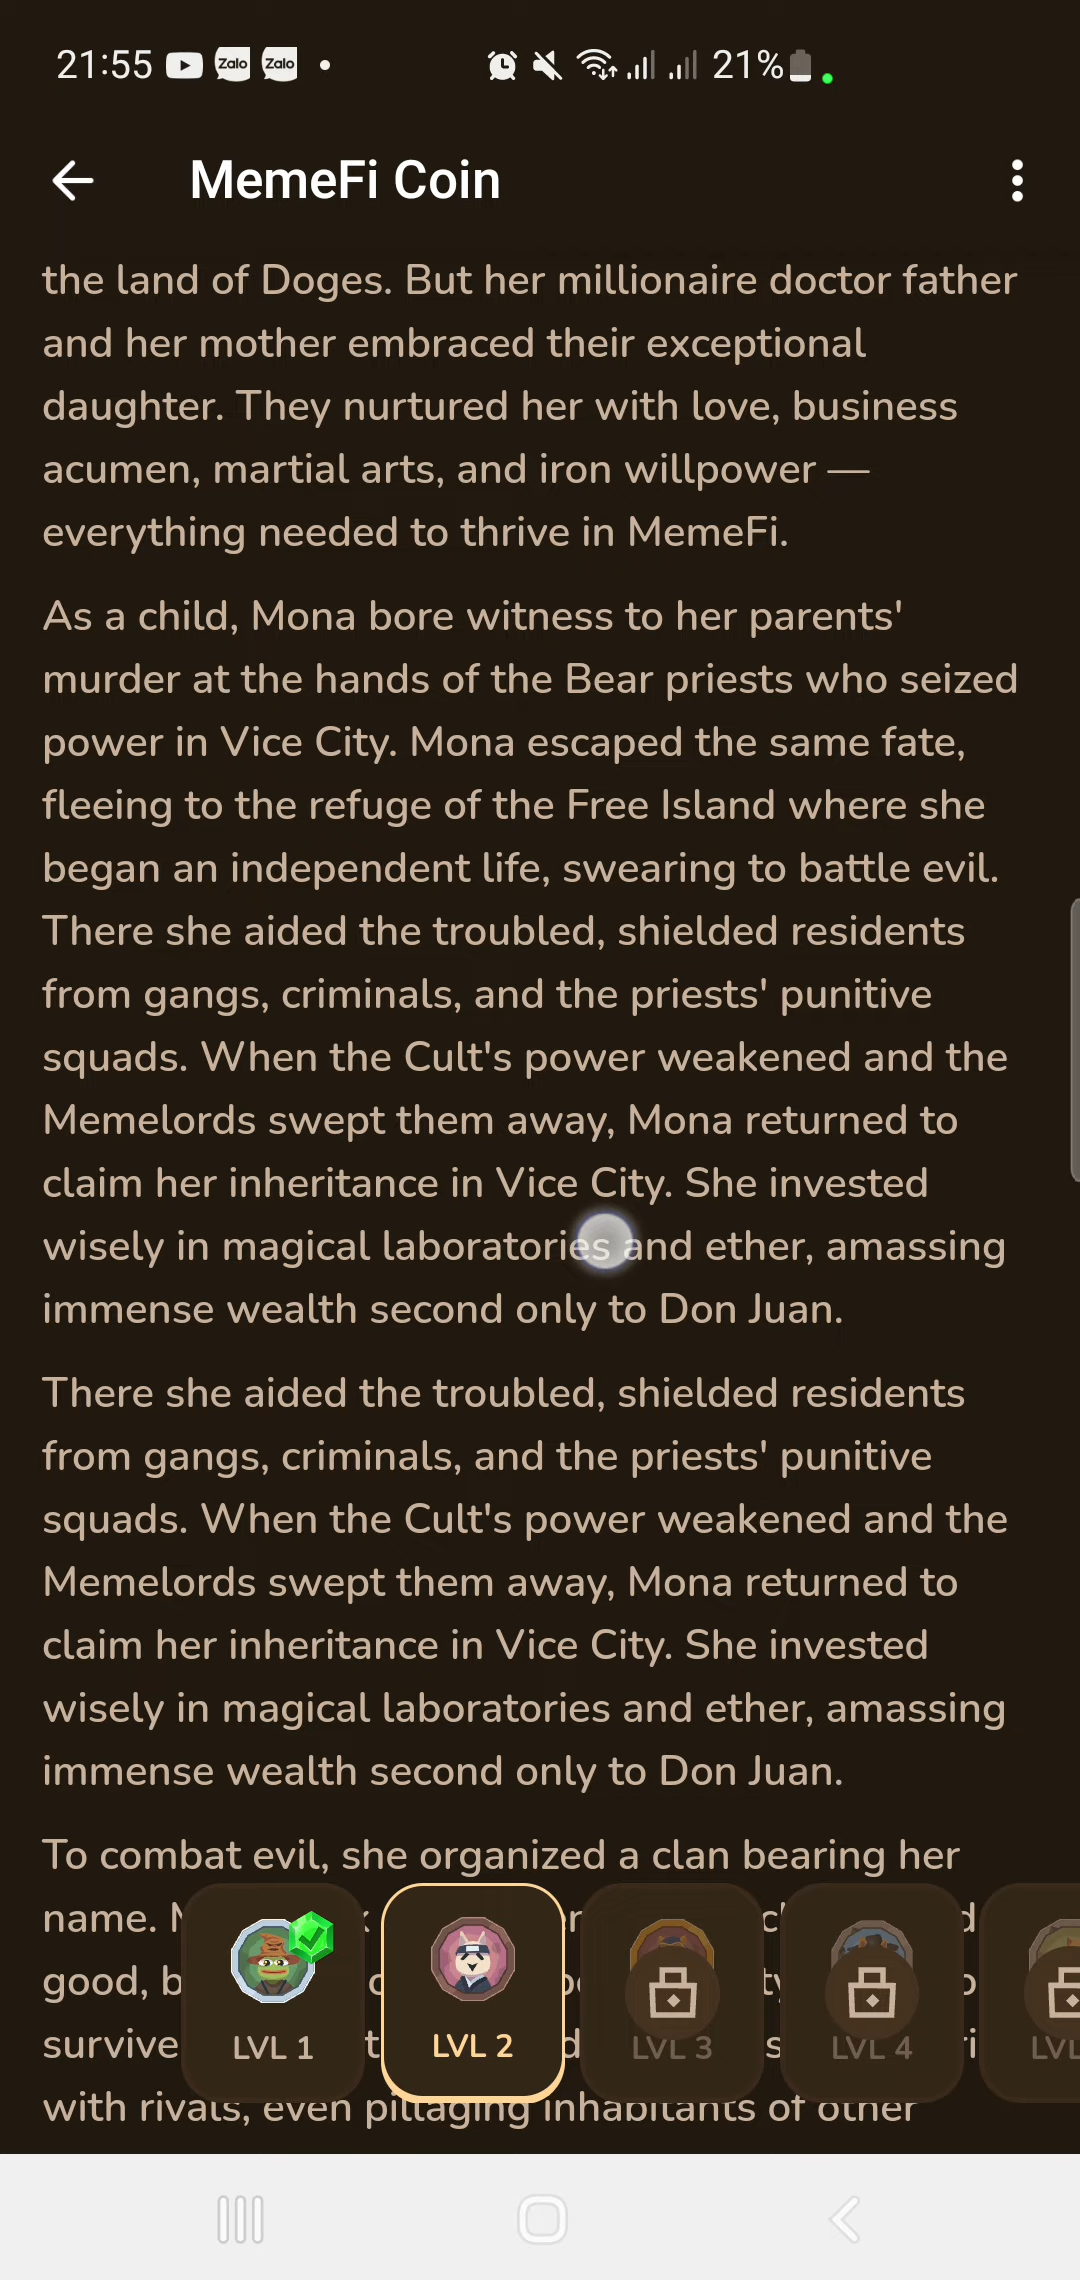 21:55
Zalo
Zalo
21%
MemeFi Coin
the land of Doges. But her millionaire doctor father
and her mother embraced their exceptional
daughter. They nurtured her with love, business
acumen, martial arts, and iron willpower —
everything needed to thrive in MemeFi.
As a child, Mona bore witness to her parents'
murder at the hands of the Bear priests who seized
power in Vice City. Mona escaped the same fate,
fleeing to the refuge of the Free Island where she
began an independent life, swearing to battle evil.
There she aided the troubled, shielded residents
from gangs, criminals, and the priests' punitive
squads. When the Cult's power weakened and the
Memelords swept them away, Mona returned to
claim her inheritance in Vice City. She invested
wisely in magical laboratories and ether, amassing
immense wealth second only to Don Juan.
There she aided the troubled, shielded residents
from gangs, criminals, and the priests' punitive
squads. When the Cult's power weakened and the
Memelords swept them away, Mona returned to
claim her inheritance in Vice City. She invested
wisely in magical laboratories and ether, amassing
immense wealth second only to Don Juan.
To combat evil, she organized a clan bearing her
name.
good,
survive
with rivals, even pillaging inhabitants of other
LVL 1
LVL 2
LVL 3
LVL 4
LVL